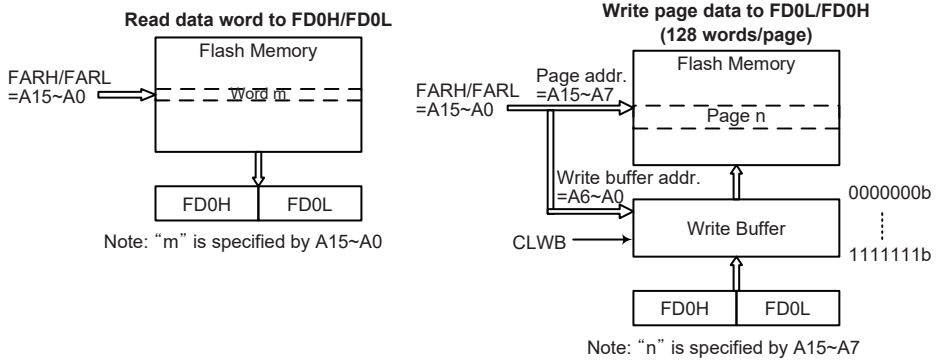 Read data word to FD0H/FD0L
Flash Memory
FARH/FARL
=A15~A0
Word m
FD0H
FD0L
Note: “m” is specified by A15~A0
Write page data to FD0L/FD0H
(128 words/page)
Flash Memory
FARH/FARL
=A15~A0
Page addr.
=A15~A7
Page n
Write buffer addr.
=A6~A0
CLWB
Write Buffer
0000000b
1111111b
FD0H
FD0L
Note: “n” is specified by A15~A7